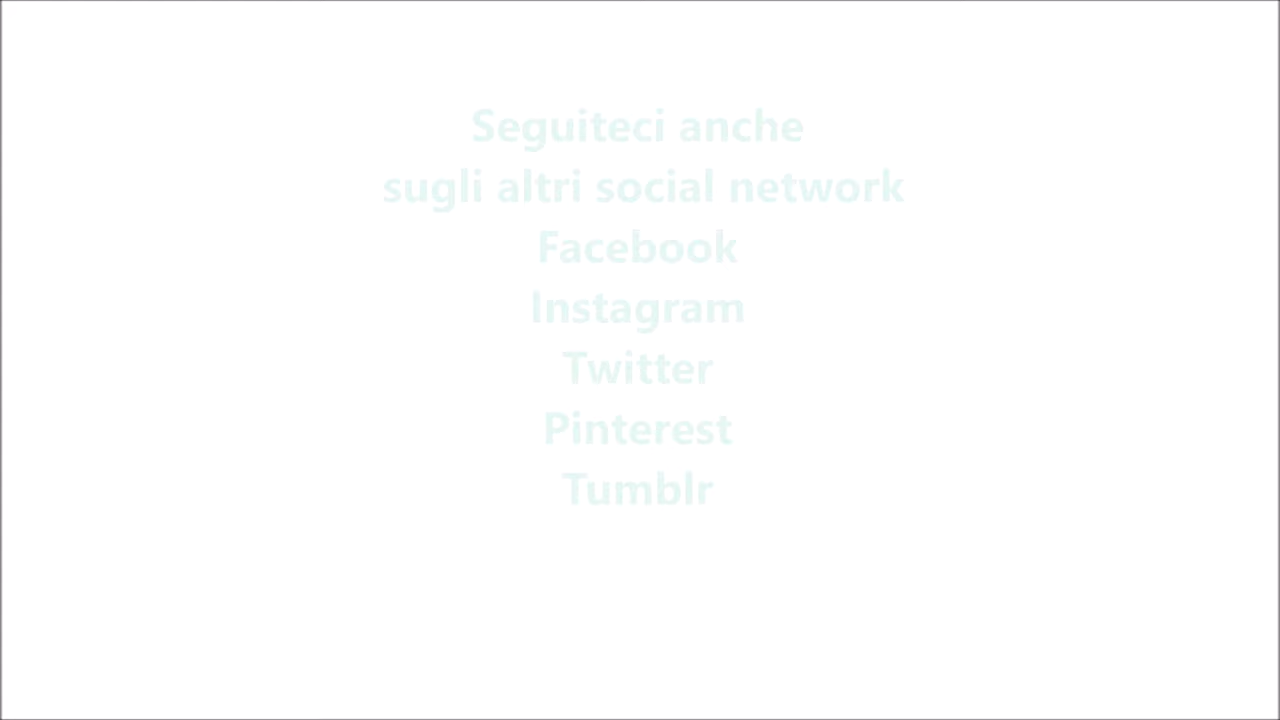 Seguiteci anche
sugli altri social network
Facebook
Instagram
Twitter
Pinterest
Tumblr